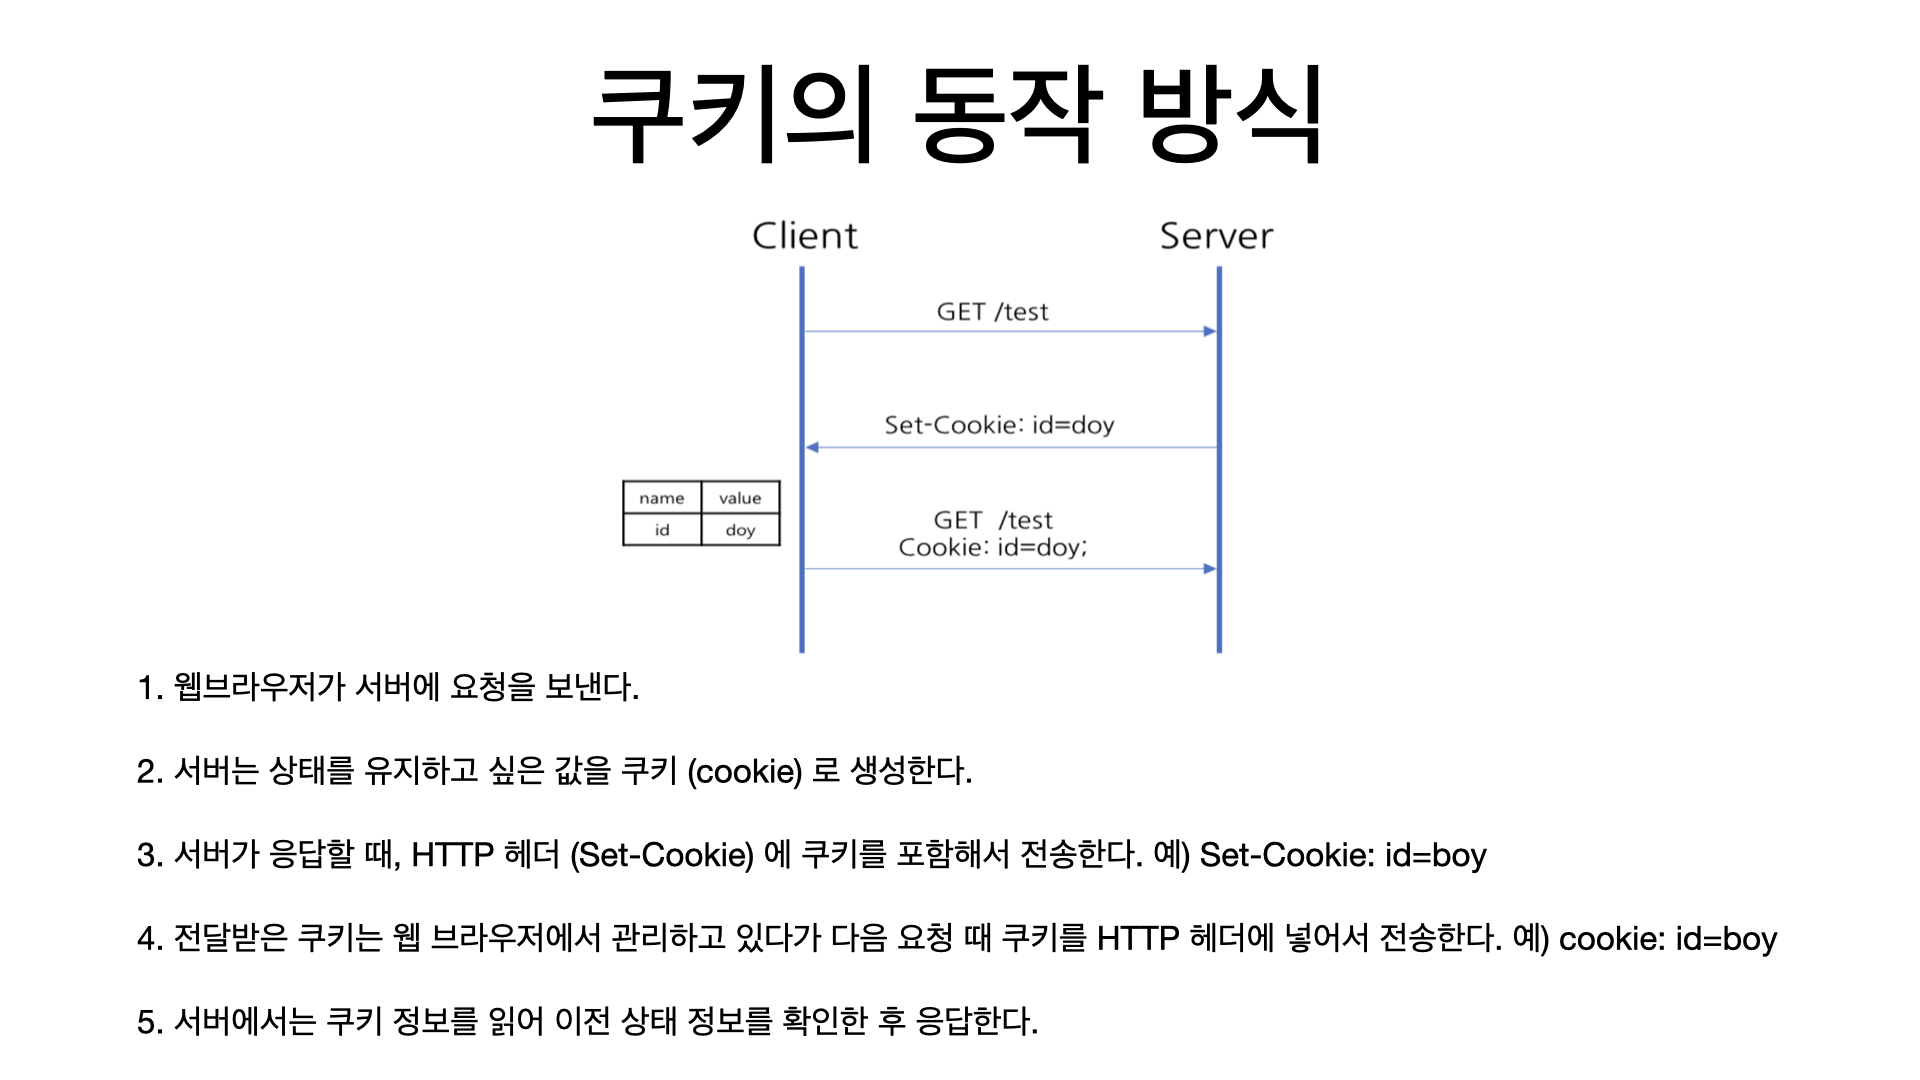 쿠키의 동작 방식
Client
Server
GET /test
Set-Cookie: id=doy
name value
id doy
GET /test
Cookie: id=doy;
1. 웹브라우저가 서버에 요청을 보낸다.
2. 서버는 상태를 유지하고 싶은 값을 쿠키 (cookie) 로 생성한다.
3. 서버가 응답할 때, HTTP 헤더 (Set-Cookie) 에 쿠키를 포함해서 전송한다. 예) Set-Cookie: id=boy
4. 전달받은 쿠키는 웹 브라우저에서 관리하고 있다가 다음 요청 때 쿠키를 HTTP 헤더에 넣어서 전송한다. 예) cookie: id=boy
5. 서버에서는 쿠키 정보를 읽어 이전 상태 정보를 확인한 후 응답한다.